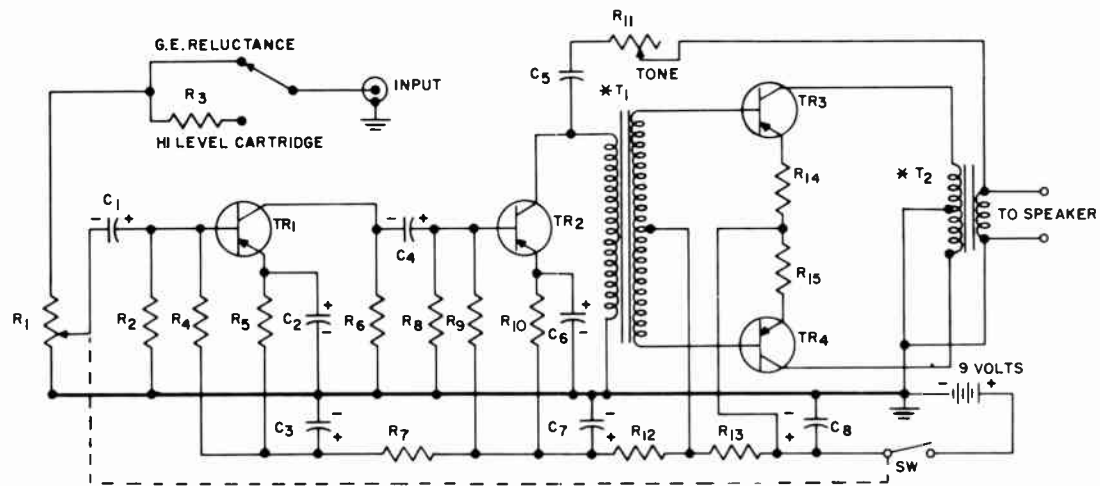 G.E. RELUCTANCE
R3
HI LEVEL CARTRIDGE
INPUT
R11
TONE
C5
* T1
TR3
R14
* T2
TO SPEAKER
R15
TR4
C1
- +
TR1
- +
C4
TR2
R1
R2
R4
R5
C2
+
-
R6
R8
R9
R10
C6
+
-
9 VOLTS
- +
C3
-
+
R7
C7
-
+
R12
R13
-
+
C8
SW